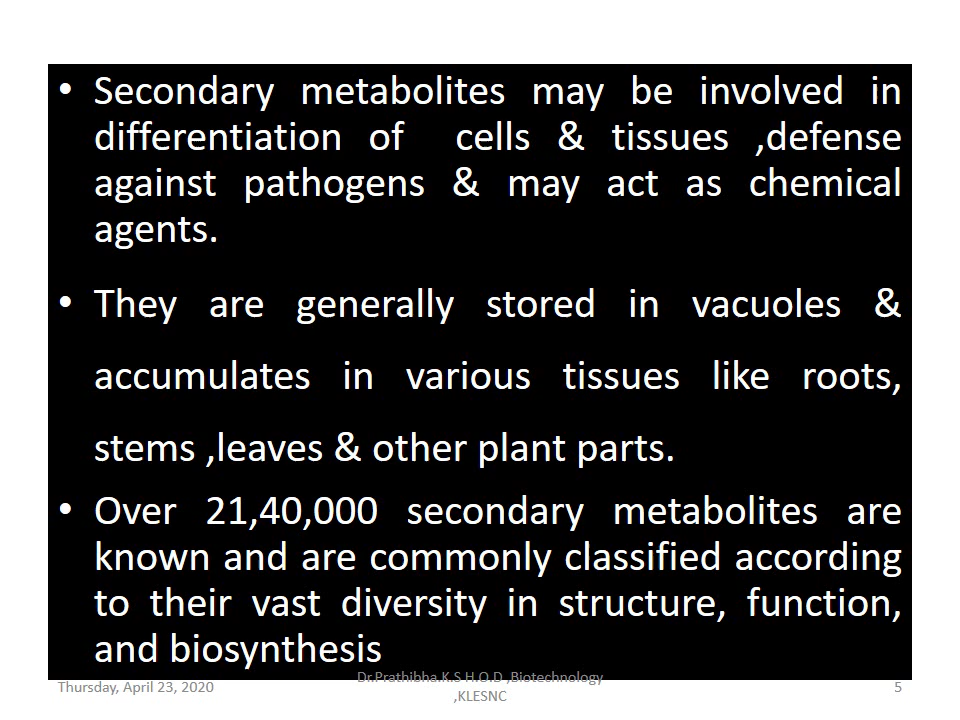 • Secondary metabolites may be involved in
differentiation of cells & tissues ,defense
against pathogens & may act as chemical
agents.
• They are generally stored in vacuoles &
accumulates in various tissues like roots,
stems ,leaves & other plant parts.
• Over 21,40,000 secondary metabolites are
known and are commonly classified according
to their vast diversity in structure, function,
and biosynthesis
Thursday, April 23, 2020
Dr.Prathibha.K.S H.O.D ,Biotechnology
,KLESNC
5